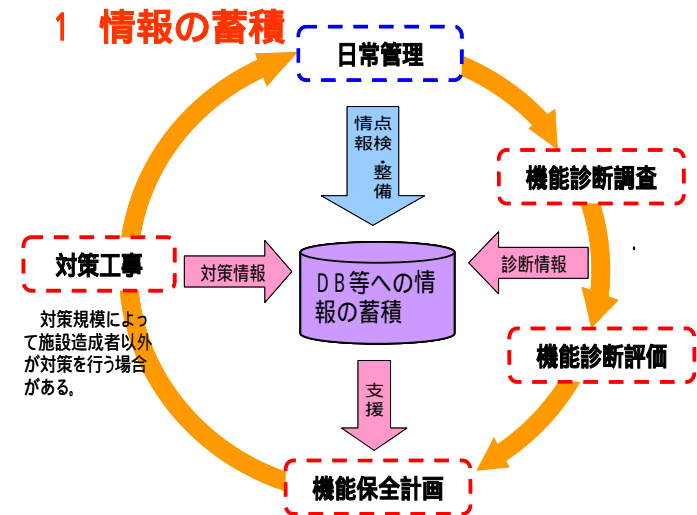 1 情報の蓄積
日常管理
点検・整備
情報
機能診断調査
診断情報
対策工事
対策情報
DB等への情
報の蓄積
対策規模によっ
て施設造成者以外
が対策を行う場合
がある。
機能診断評価
支援
機能保全計画